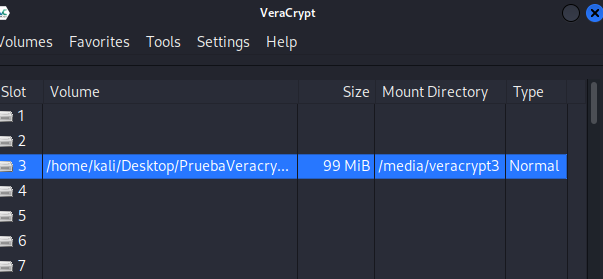 VeraCrypt
Volumes Favorites Tools Settings Help
Slot Volume Size Mount Directory Type
1
2
3 /home/kali/Desktop/PruebaVeracry... 99 MiB /media/veracrypt3 Normal
4
5
6
7